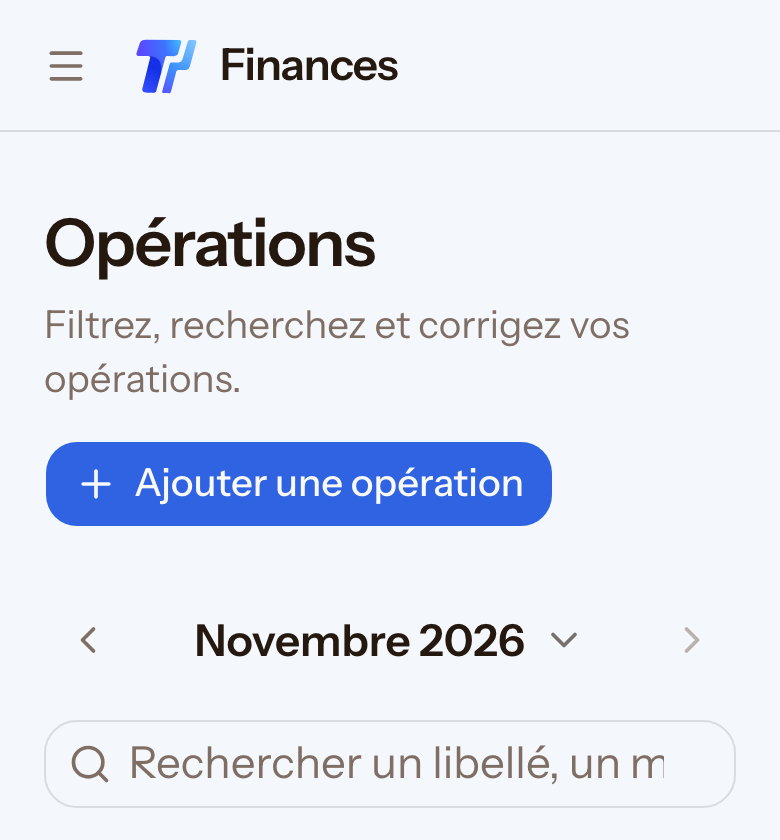 Finances
Opérations
Filtrez, recherchez et corrigez vos
opérations.
Ajouter une opération
Novembre 2026
Rechercher un libellé, un